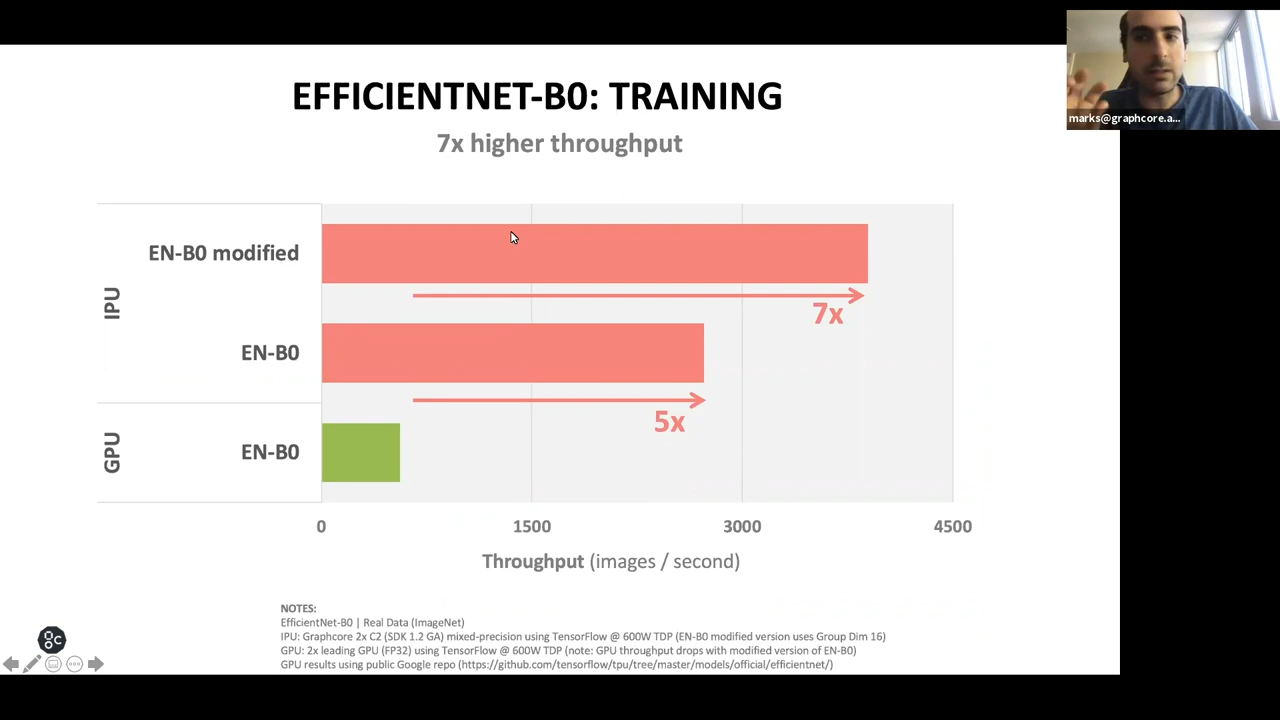 EFFICIENTNET-B0: TRAINING
7x higher throughput
marks@graphcore.a...
IPU
EN-B0 modified
7x
EN-B0
5x
GPU
EN-B0
0 1500 3000 4500
Throughput (images / second)
NOTES:
EfficientNet-B0 | Real Data (ImageNet)
IPU: Graphcore 2x C2 (SDK 1.2 GA) mixed-precision using TensorFlow @ 600W TDP (EN-B0 modified version uses Group Dim 16)
GPU: 2x leading GPU (FP32) using TensorFlow @ 600W TDP (note: GPU throughput drops with modified version of EN-B0)
GPU results using public Google repo (https://github.com/tensorflow/tpu/tree/master/models/official/efficientnet/)
gc